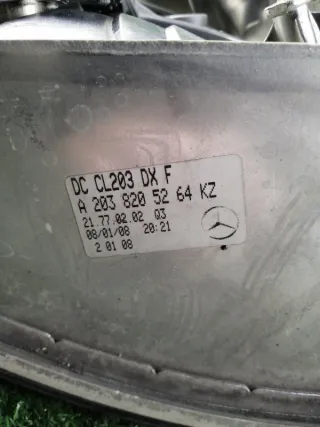 DC CL203 DX F
A 203 820 52 64 KZ
21.77.02.02 Q3
08/01/08 20:21
2 01 08